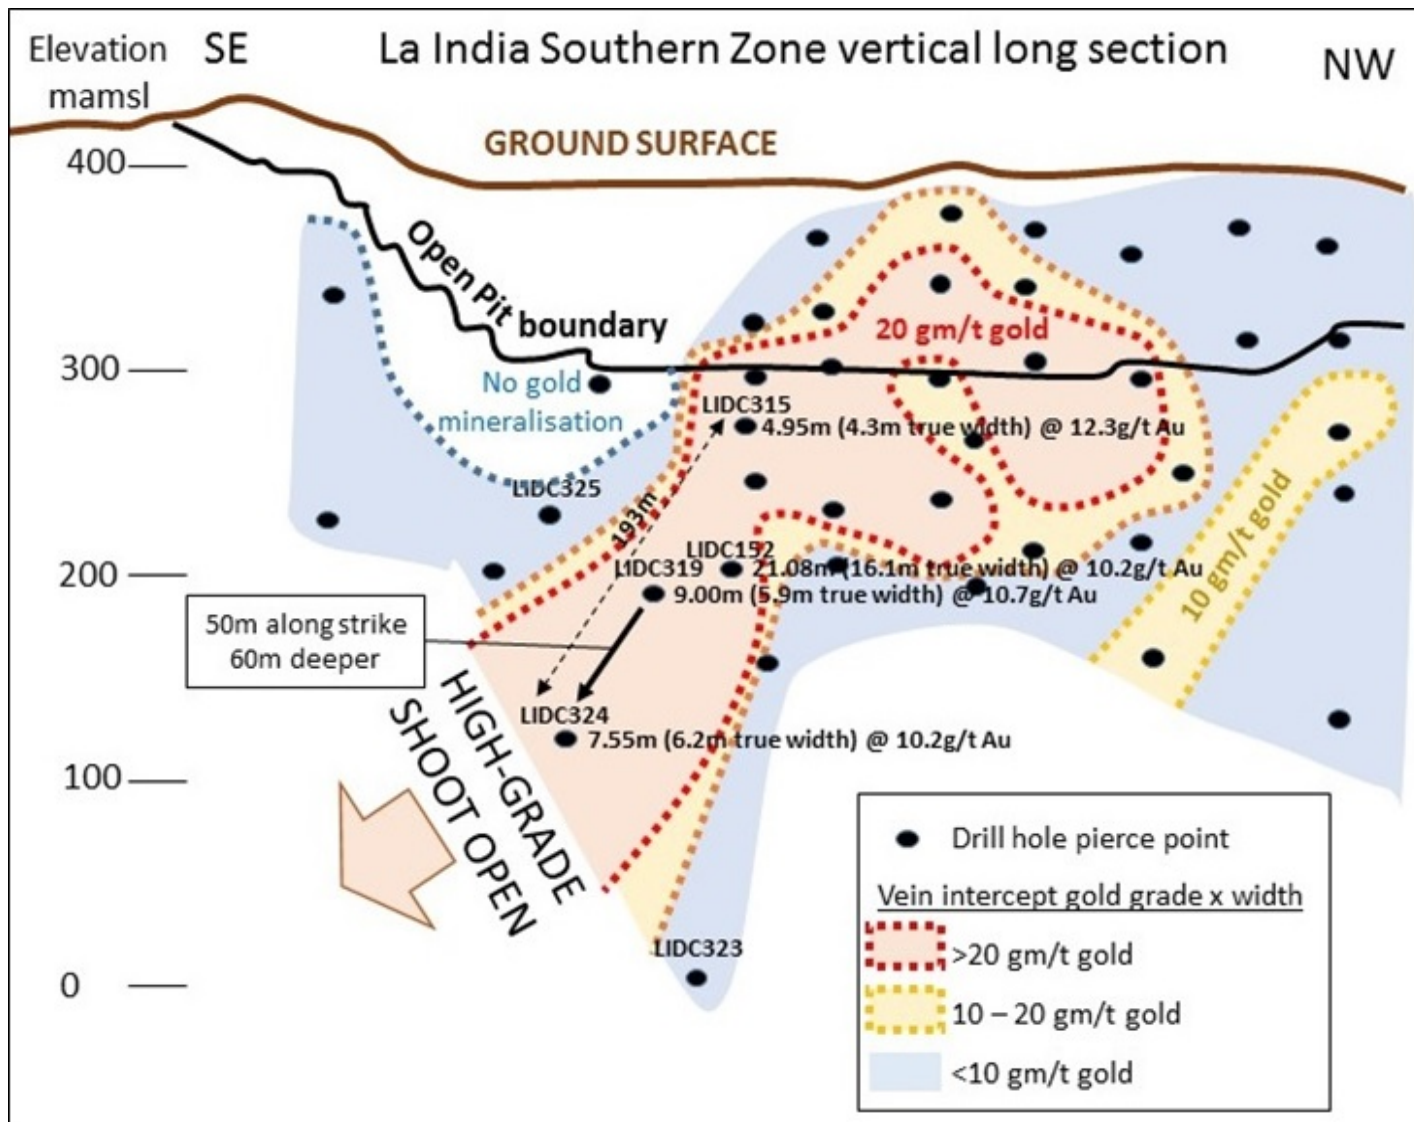 Elevation
mamsl
SE
La India Southern Zone vertical long section
NW
GROUND SURFACE
400
Open Pit boundary
300
20 gm/t gold
No gold
mineralisation
LIDC315
4.95m (4.3m true width) @ 12.3g/t Au
LIDC325
193m
10 gm/t gold
200
LIDC152
21.08m (16.1m true width) @ 10.2g/t Au
LIDC319
9.00m (5.9m true width) @ 10.7g/t Au
50m along strike
60m deeper
HIGH-GRADE
SHOOT OPEN
LIDC324
7.55m (6.2m true width) @ 10.2g/t Au
100
LIDC323
0
Drill hole pierce point
Vein intercept gold grade x width
>20 gm/t gold
10 – 20 gm/t gold
<10 gm/t gold